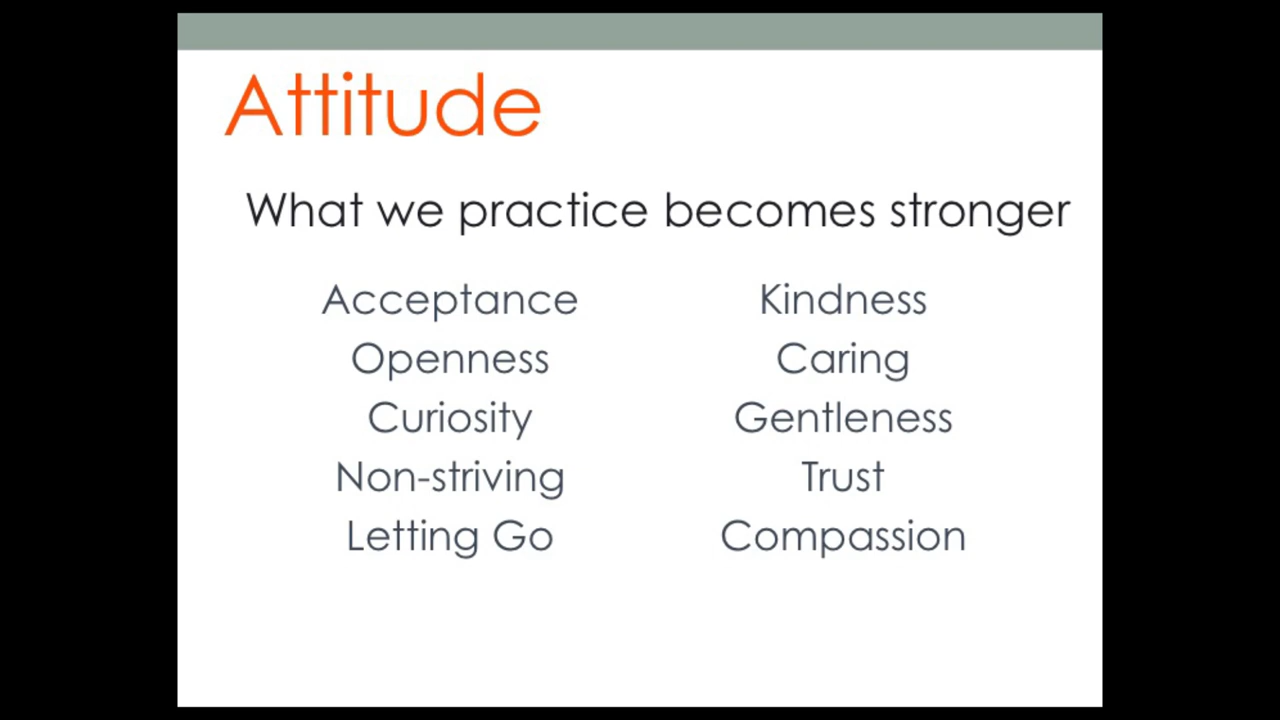 Attitude
What we practice becomes stronger
Acceptance
Openness
Curiosity
Non-striving
Letting Go
Kindness
Caring
Gentleness
Trust
Compassion